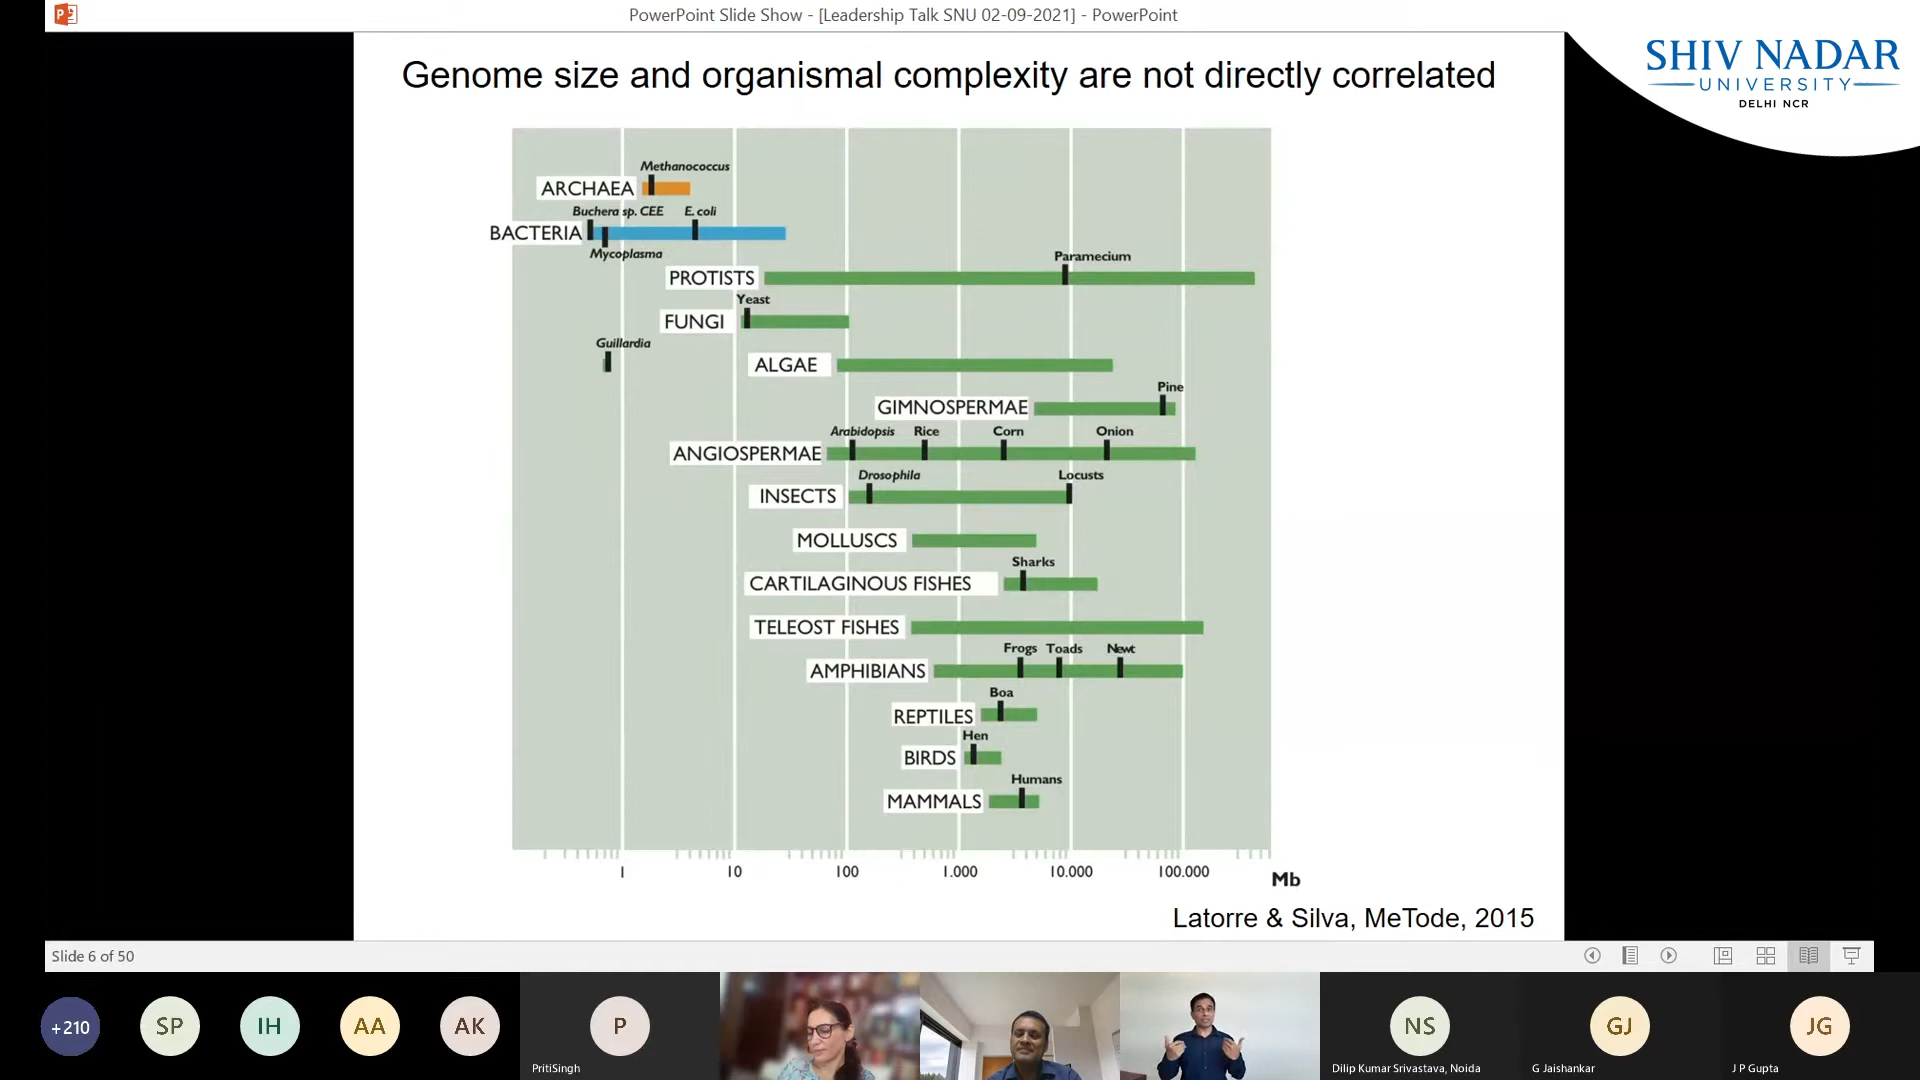 PowerPoint Slide Show - [Leadership Talk SNU 02-09-2021] - PowerPoint
SHIV NADAR
UNIVERSITY
DELHI NCR
Genome size and organismal complexity are not directly correlated
Methanococcus
ARCHAEA
Buchera sp. CEE E. coli
BACTERIA
Mycoplasma
Paramecium
PROTISTS
Yeast
FUNGI
Guillardia
ALGAE
Pine
GIMNOSPERMAE
Arabidopsis Rice Corn Onion
ANGIOSPERMAE
Drosophila Locusts
INSECTS
MOLLUSCS
Sharks
CARTILAGINOUS FISHES
TELEOST FISHES
Frogs Toads Newt
AMPHIBIANS
Boa
REPTILES
Hen
BIRDS
Humans
MAMMALS
1 10 100 1.000 10.000 100.000
Mb
Latorre & Silva, MeTode, 2015
Slide 6 of 50
+210 SP IH AA AK P NS GJ JG
PritiSingh Dilip Kumar Srivastava, Noida G Jaishankar J P Gupta